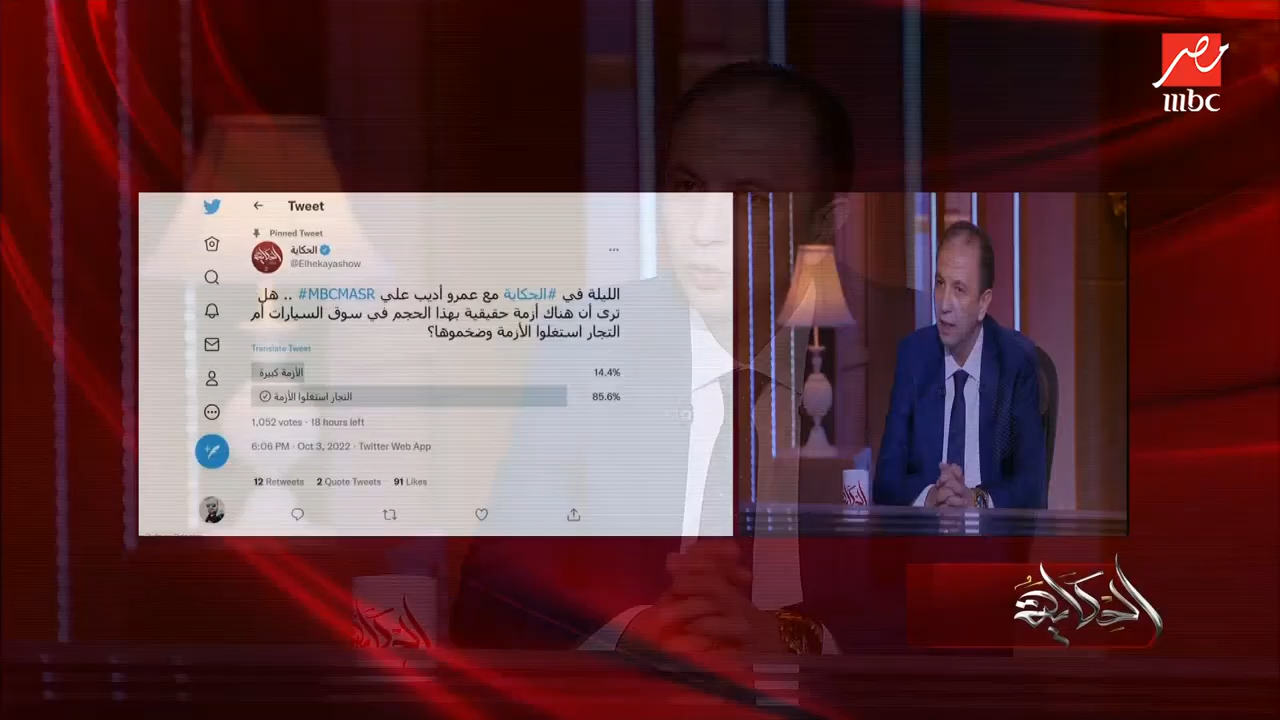 مصر
mbc
Tweet
Pinned Tweet
الحكاية
@Elhekayashow
الليلة في #الحكاية مع عمرو أديب علي #MBCMASR .. هل
ترى أن هناك أزمة حقيقية بهذا الحجم في سوق السيارات أم
التجار استغلوا الأزمة وضخموها؟
Translate Tweet
الأزمة كبيرة 14.4%
التجار استغلوا الأزمة 85.6%
1,052 votes · 18 hours left
6:06 PM · Oct 3, 2022 · Twitter Web App
12 Retweets 2 Quote Tweets 91 Likes
الحكاية
الحكاية
الحكاية